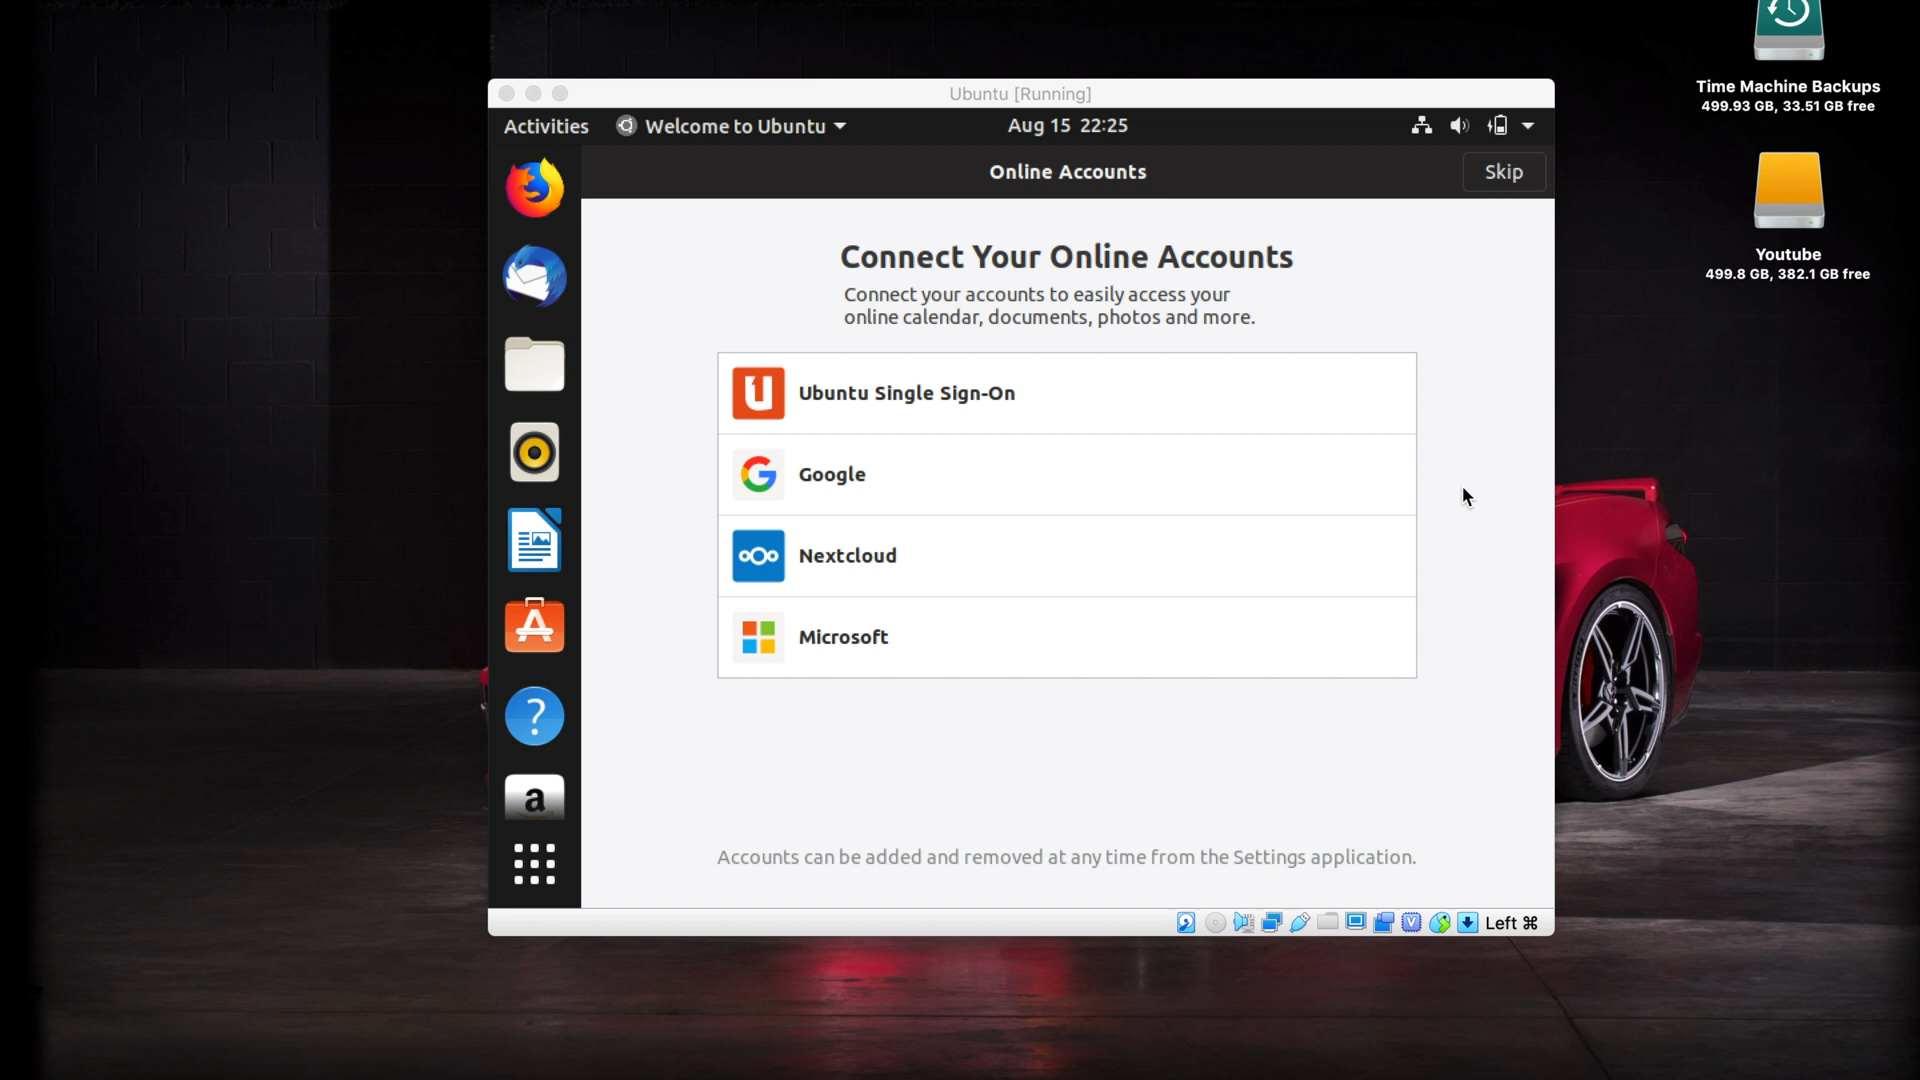 Time Machine Backups
499.93 GB, 33.51 GB free
Youtube
499.8 GB, 382.1 GB free
Ubuntu [Running]
Activities Welcome to Ubuntu Aug 15 22:25
Online Accounts Skip
Connect Your Online Accounts
Connect your accounts to easily access your
online calendar, documents, photos and more.
Ubuntu Single Sign-On
Google
Nextcloud
Microsoft
Accounts can be added and removed at any time from the Settings application.
Left ⌘